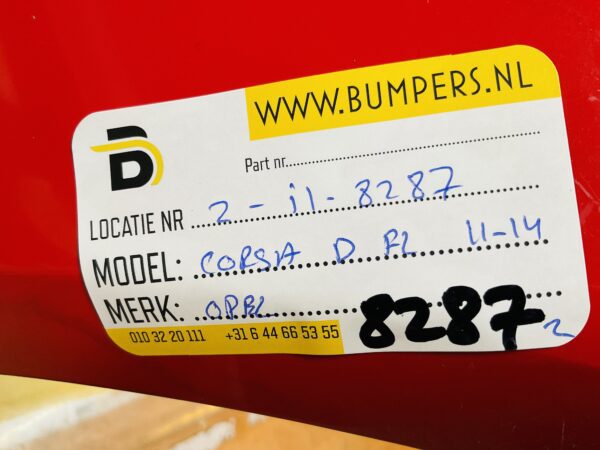 WWW.BUMPERS.NL
B
Part nr.
LOCATIE NR 2 - i1 - 8287
MODEL: CORSA D FL 11-14
MERK: OPEL
010 32 20 111 +31 6 44 66 53 55
8287 2